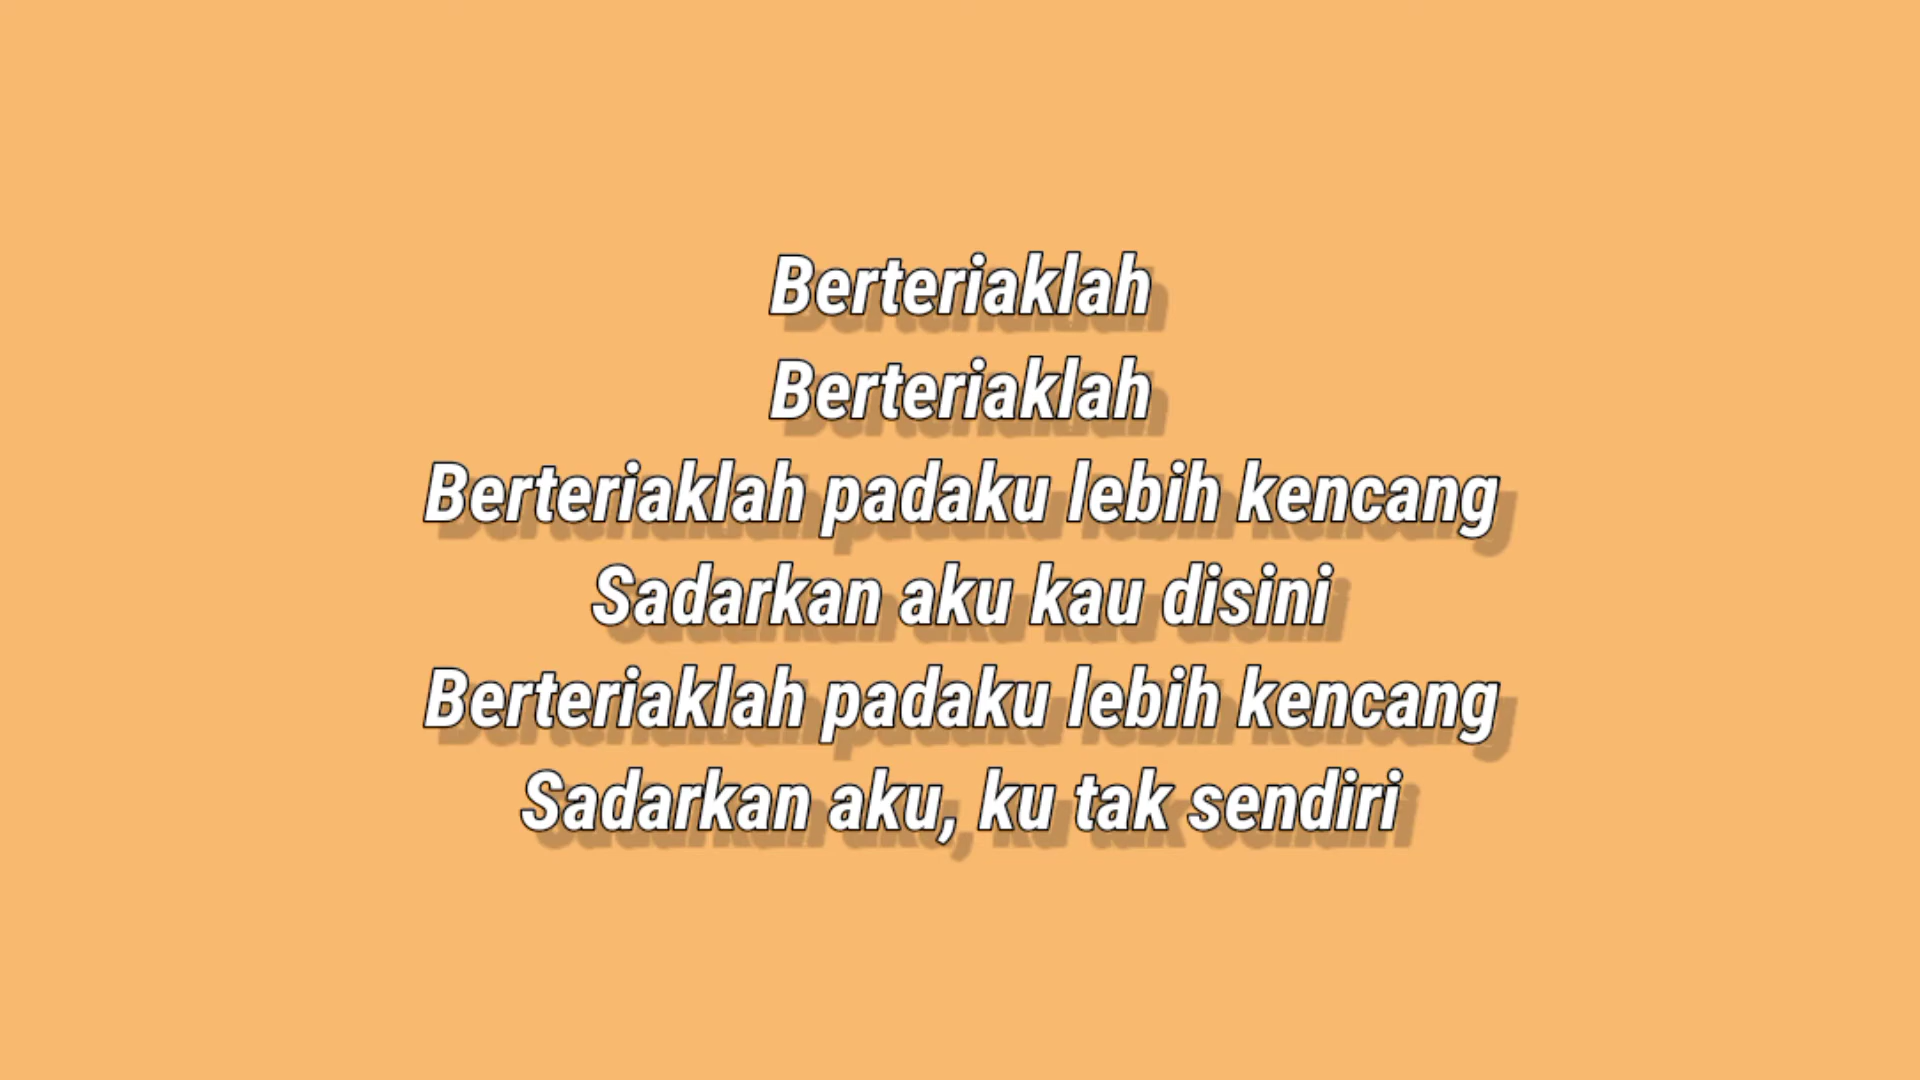 Berteriaklah
Berteriaklah
Berteriaklah padaku lebih kencang
Sadarkan aku kau disini
Berteriaklah padaku lebih kencang
Sadarkan aku, ku tak sendiri